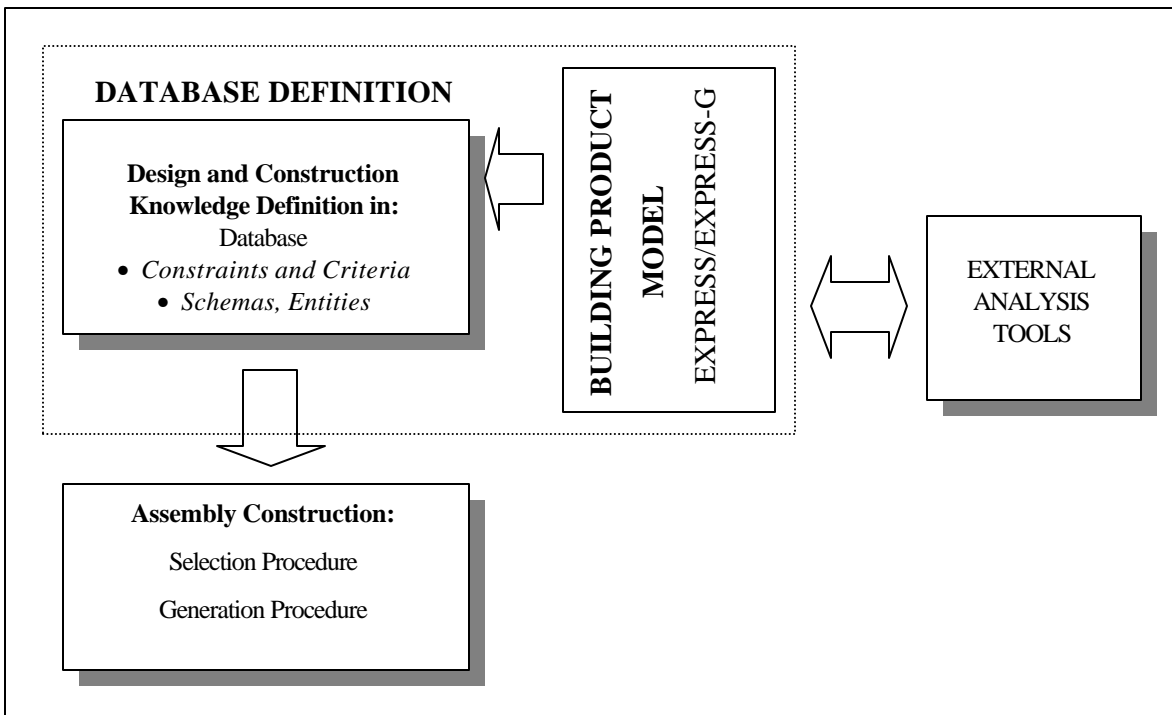 DATABASE DEFINITION
Design and Construction
Knowledge Definition in:
Database
• Constraints and Criteria
• Schemas, Entities
BUILDING PRODUCT
MODEL
EXPRESS/EXPRESS-G
EXTERNAL
ANALYSIS
TOOLS
Assembly Construction:
Selection Procedure
Generation Procedure